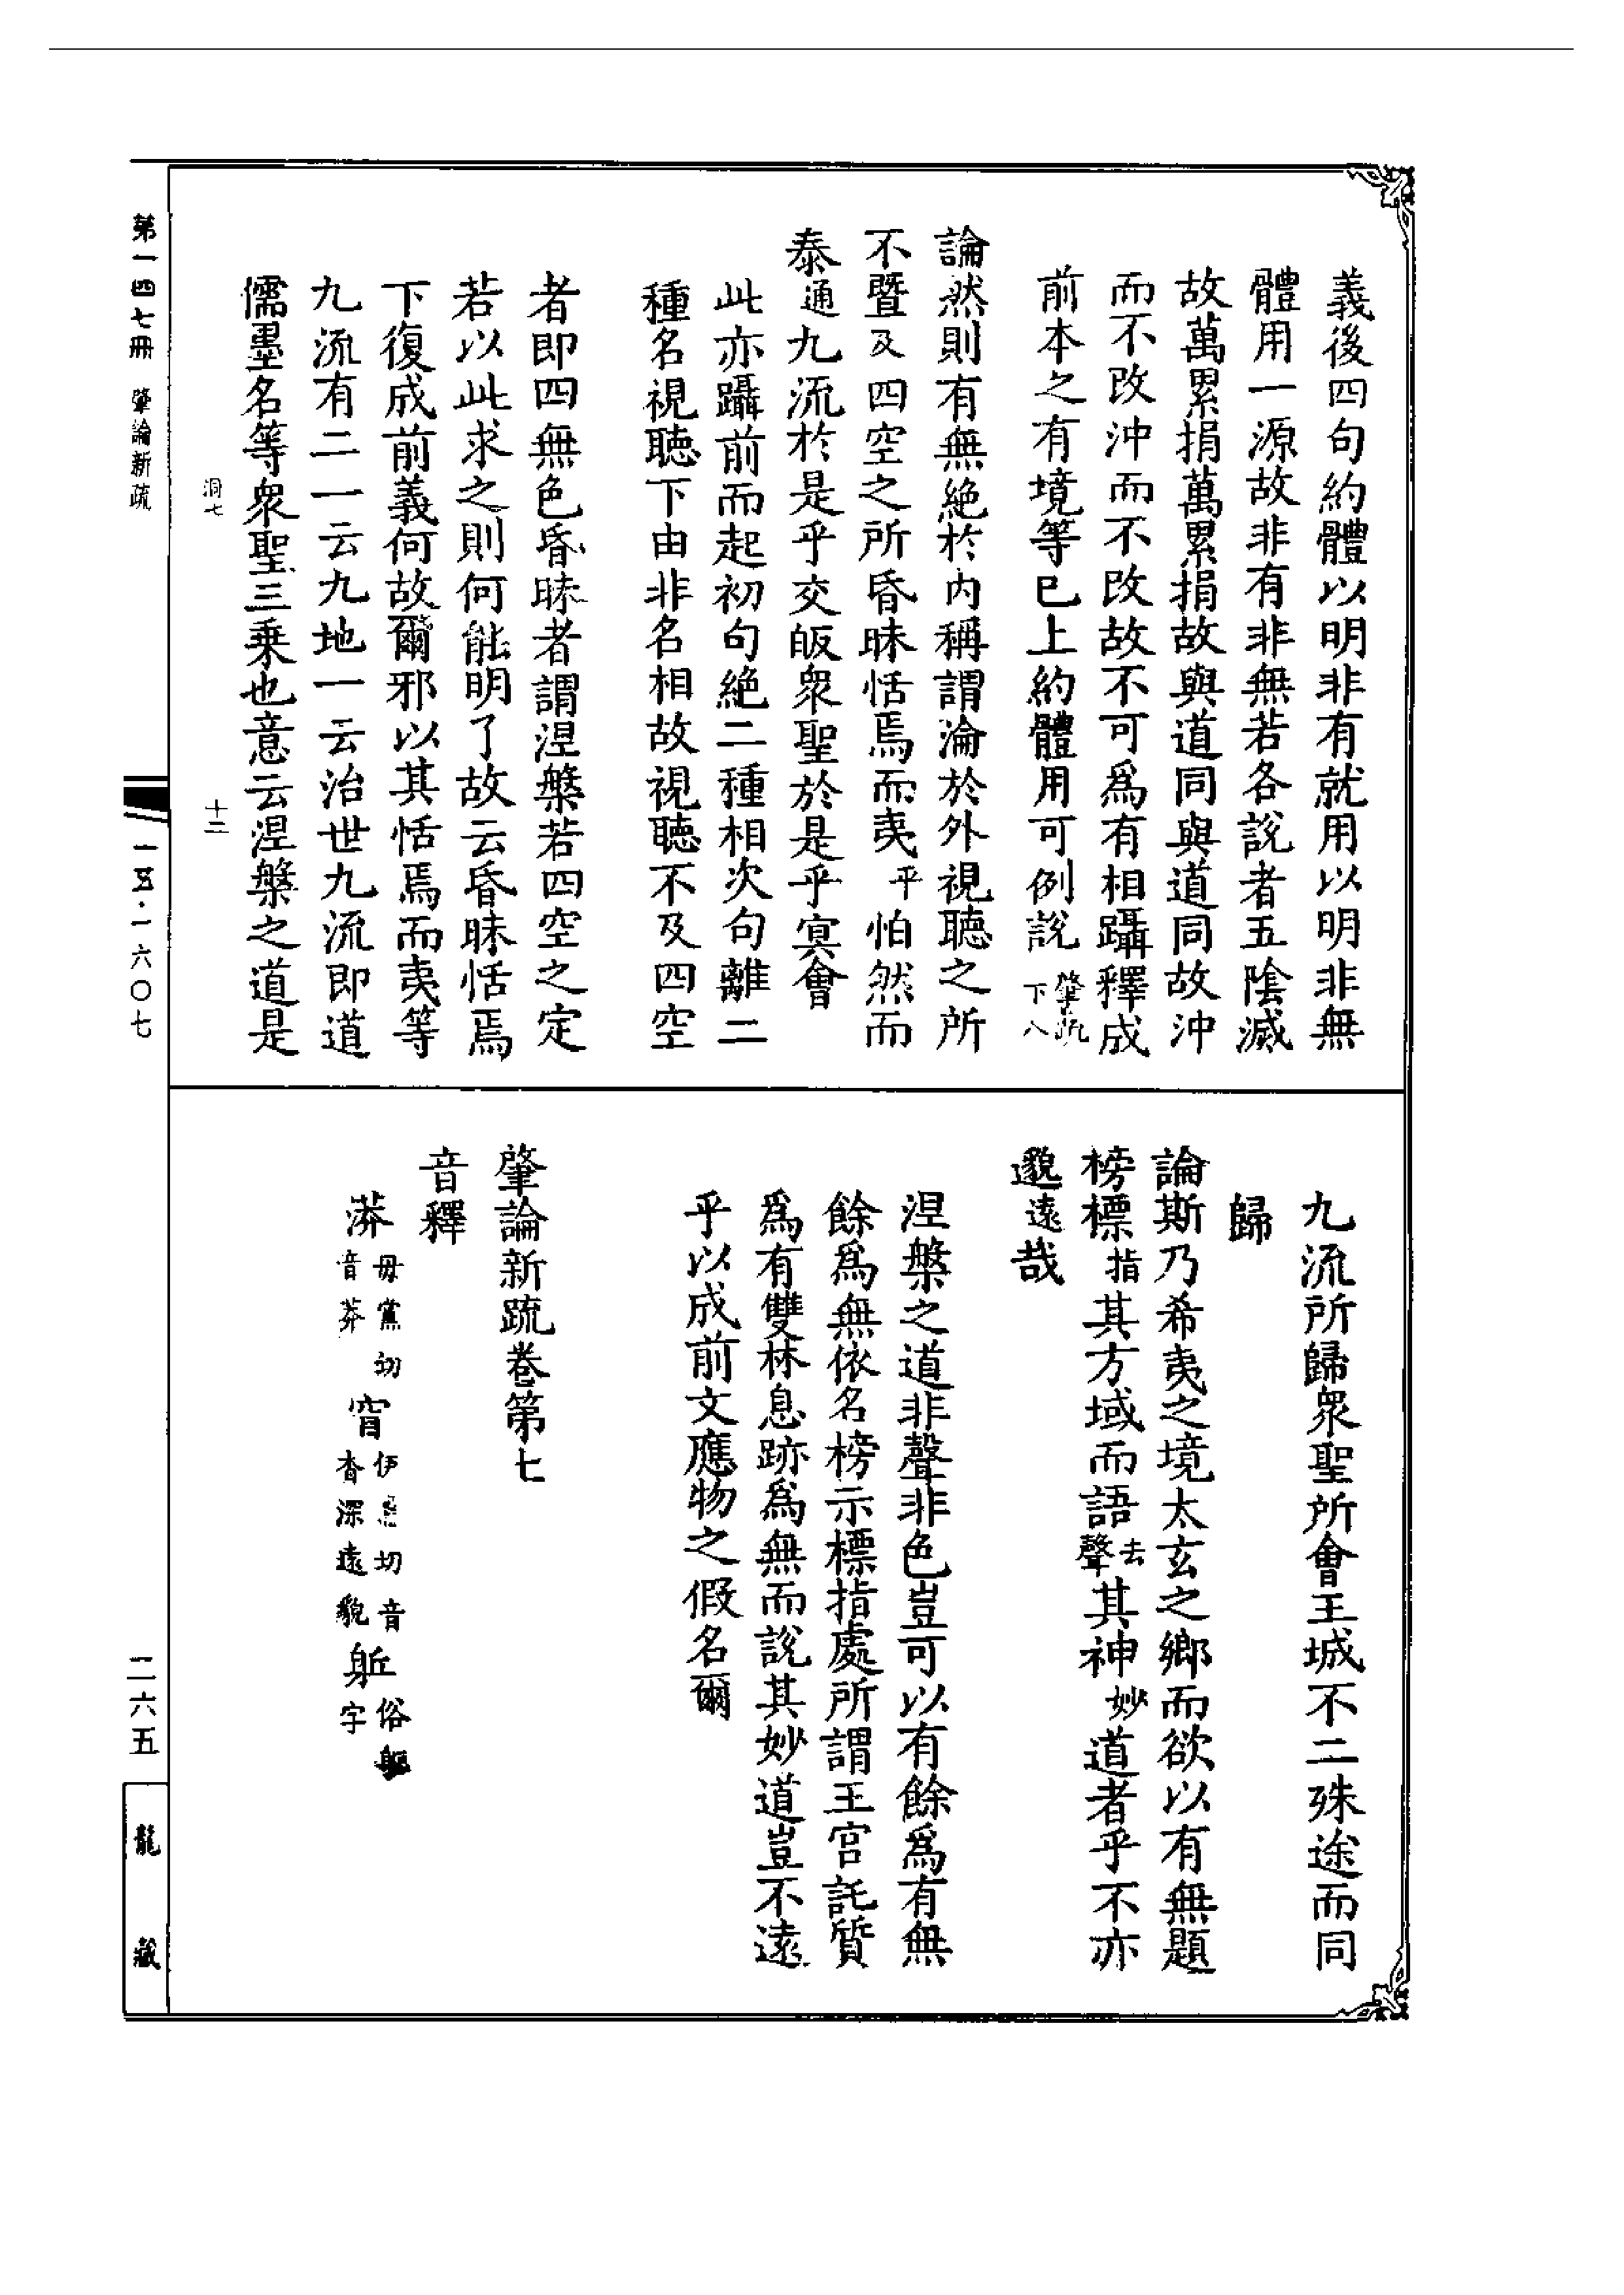 義後四句約體以明非有就用以明非無
體用一源故非有非無若各說者五陰滅
故萬累捐萬累捐故與道同與道同故沖
而不改沖而不改故不可爲有相躡釋成
前本之有境等已上約體用可例說肇疏下八
論然則有無絶於內稱謂淪於外視聽之所
不暨及四空之所昏昧恬焉而夷平怕然而
泰通九流於是乎交皈衆聖於是乎㝠會
此亦躡前而起初句絶二種相次句離二
種名視聽下由非名相故視聽不及四空
者即四無色昏昧者謂涅槃若四空之定
若以此求之則何能明了故云昏昧恬焉
下復成前義何故爾邪以其恬焉而夷等
九流有二一云九地一云治世九流即道
儒墨名等衆聖三乗也意云涅槃之道是
洞七
十二
九流所歸衆聖所會王城不二殊途而同
歸
論斯乃希夷之境太玄之鄉而欲以有無題
榜標指其方域而語去聲其神妙道者乎不亦
邈遠哉
涅槃之道非聲非色豈可以有餘爲有無
餘爲無依名榜示標指處所謂王宮託質
爲有雙林息跡爲無而說其妙道豈不遠
乎以成前文應物之假名爾
肇論新疏卷第七
音釋
漭毋黨切音莽 窅伊切音杳深遠貌 𨈬俗軀字
第一四七冊 肇論新疏
一五·一六〇七
二六五
龍藏